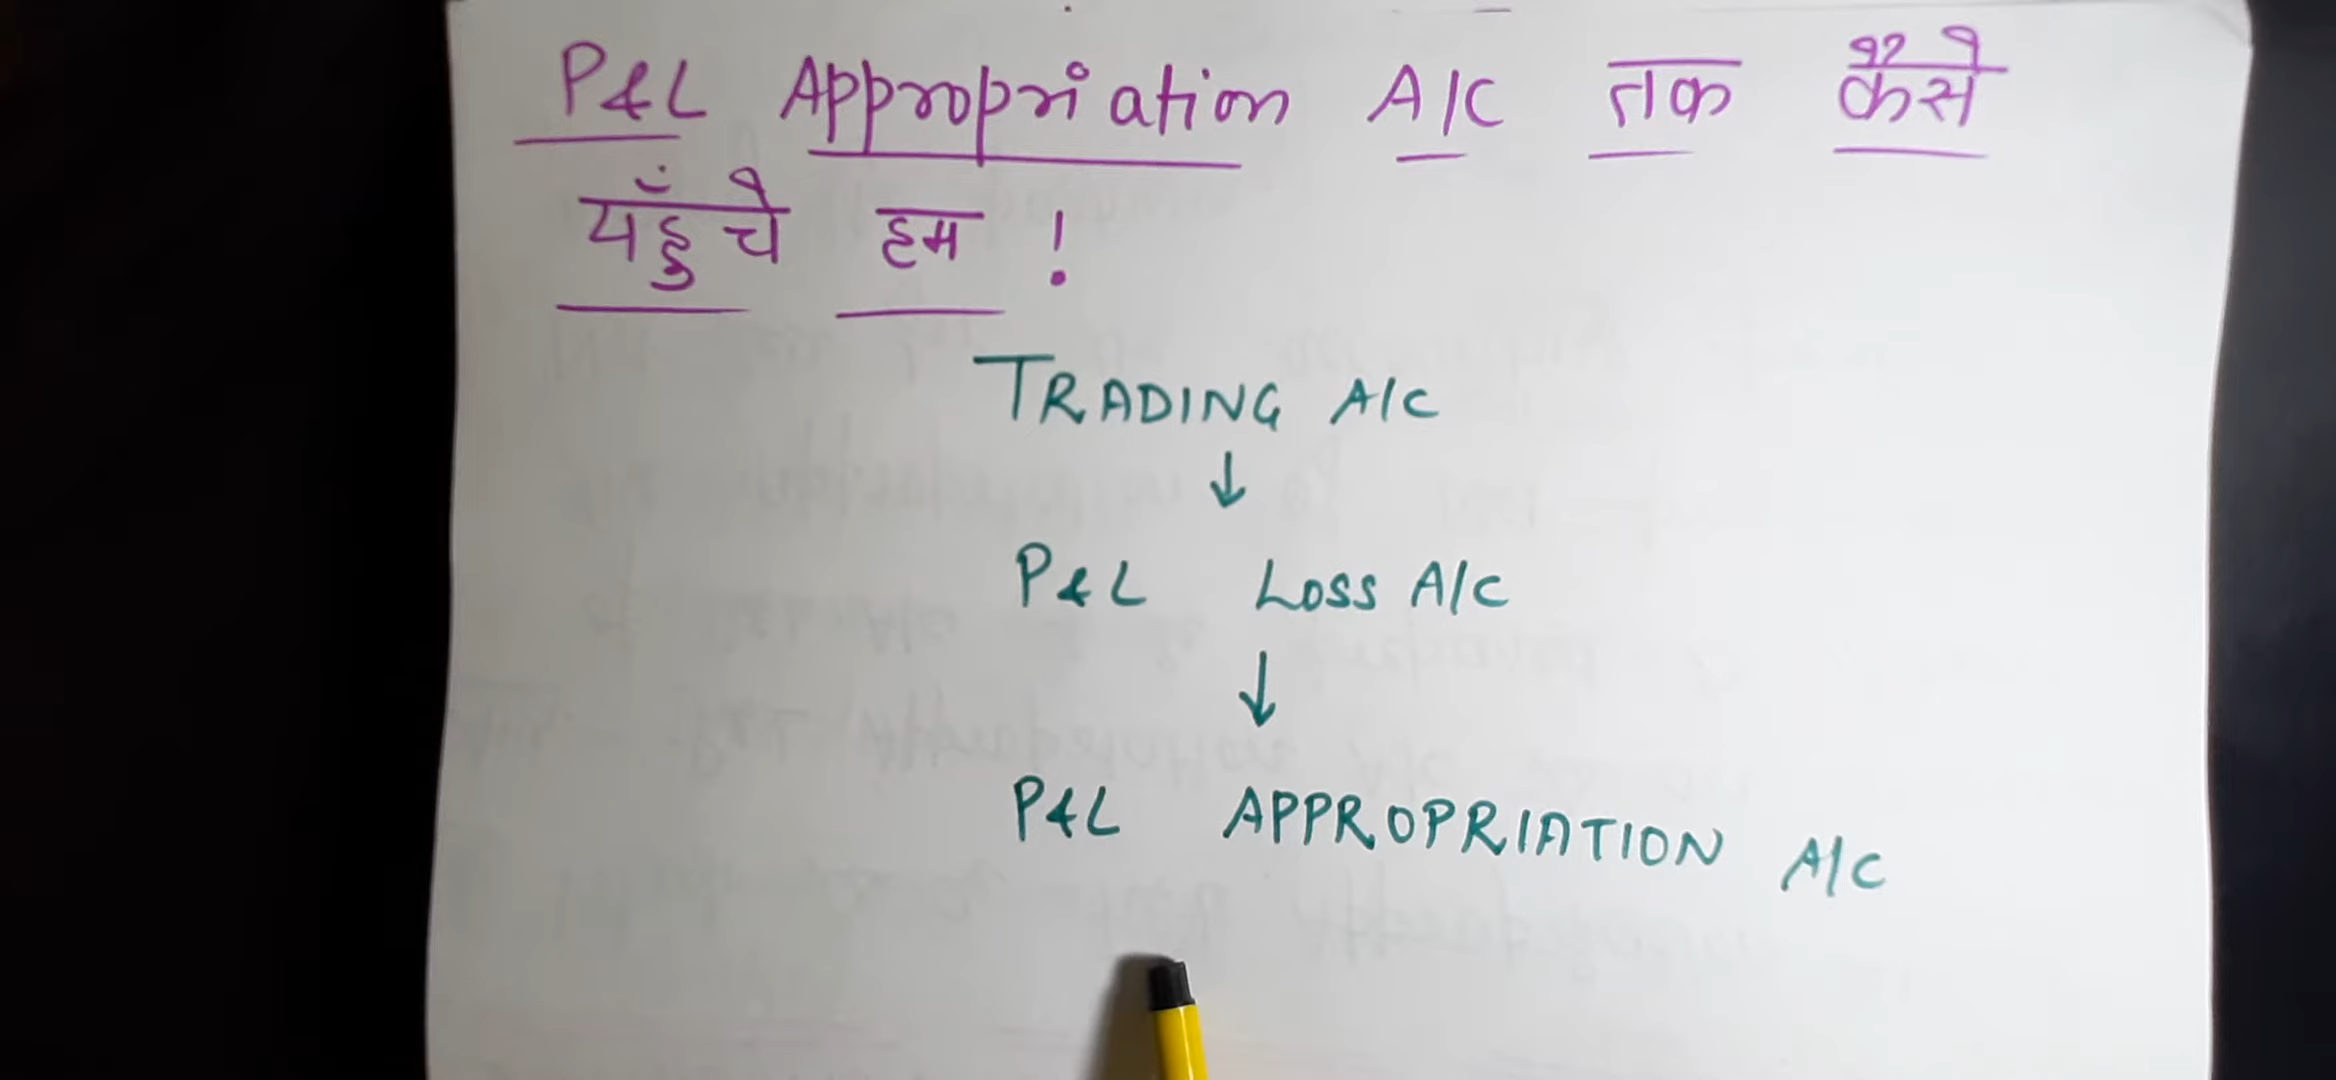 P&L Appropriation A/C तक कैसे
पहुँचे हम !
TRADING A/C
↓
P&L LOSS A/C
↓
P&L APPROPRIATION A/C